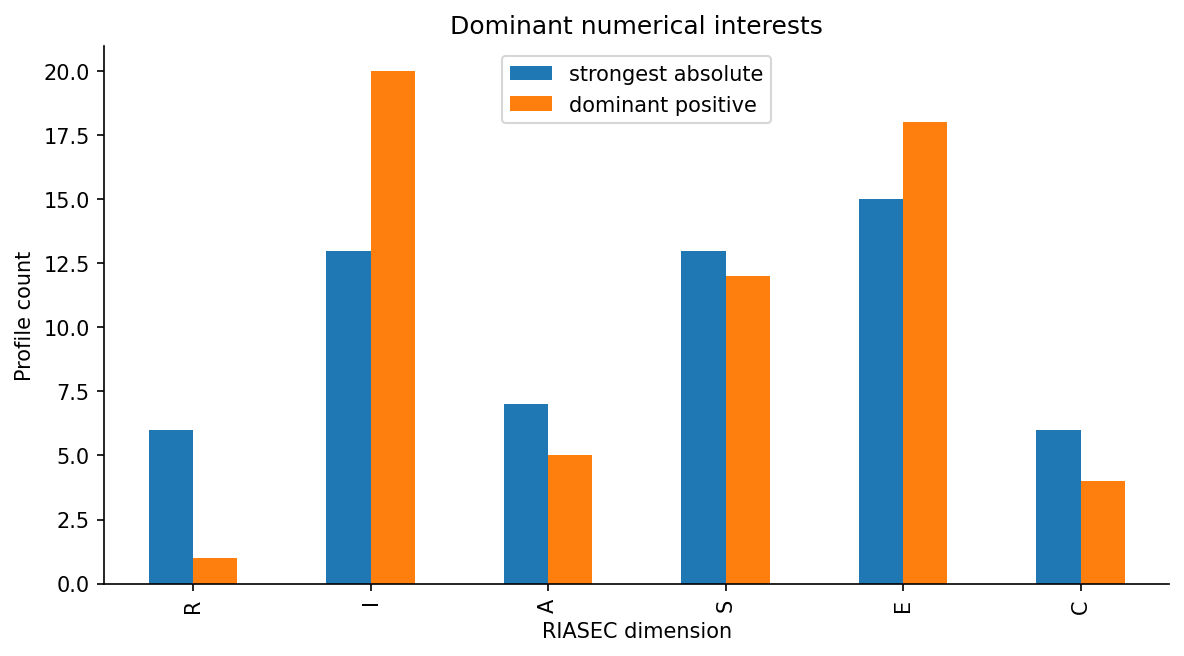 Dominant numerical interests
strongest absolute
dominant positive
20.0
17.5
15.0
12.5
10.0
7.5
5.0
2.5
0.0
Profile count
R
I
A
S
E
C
RIASEC dimension